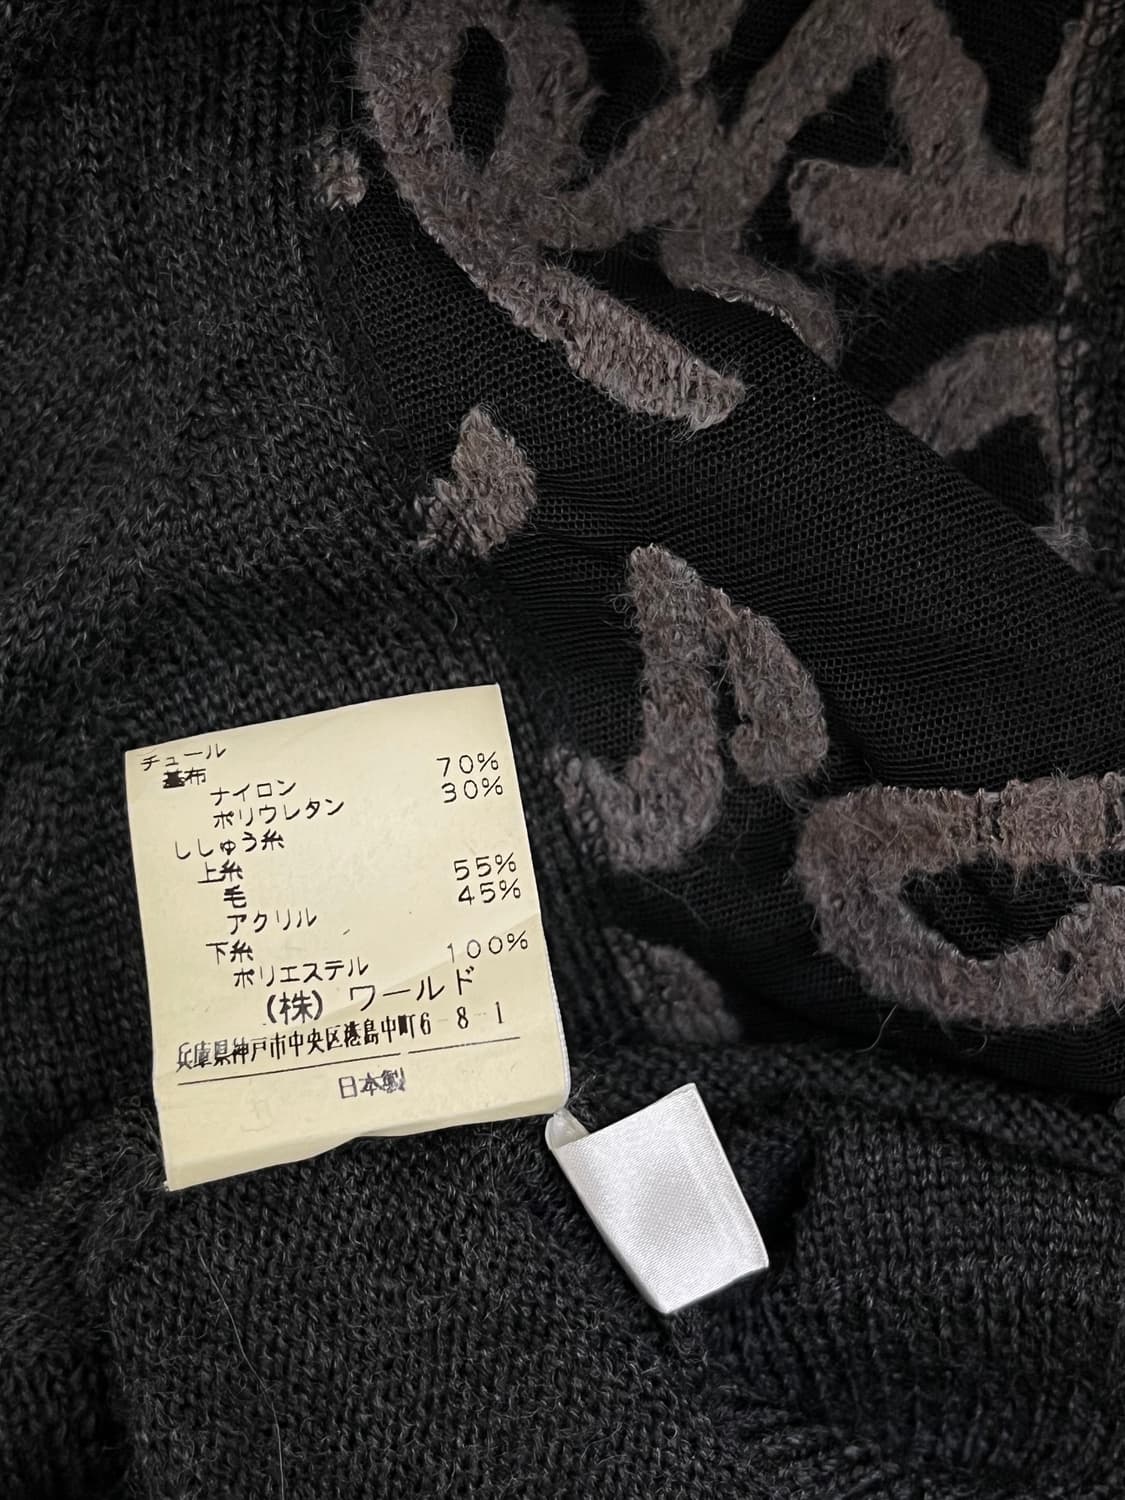 チュール
基布
ナイロン 70%
ポリウレタン 30%
ししゅう糸
上糸
毛 55%
アクリル 45%
下糸
ポリエステル 100%
(株) ワールド
兵庫県神戸市中央区港島中町6-8-1
日本製